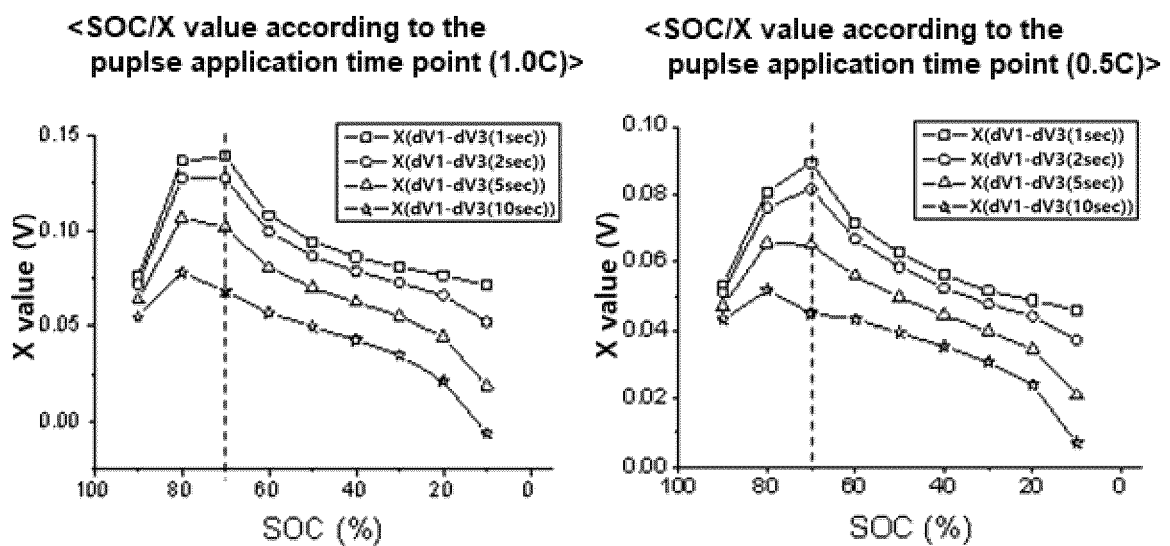 <SOC/X value according to the
puplse application time point (1.0C)>
0.15
0.10
0.05
0.00
X value (V)
X(dV1-dV3(1sec))
X(dV1-dV3(2sec))
X(dV1-dV3(5sec))
X(dV1-dV3(10sec))
100 80 60 40 20 0
SOC (%)
<SOC/X value according to the
puplse application time point (0.5C)>
0.10
0.08
0.06
0.04
0.02
0.00
X value (V)
X(dV1-dV3(1sec))
X(dV1-dV3(2sec))
X(dV1-dV3(5sec))
X(dV1-dV3(10sec))
100 80 60 40 20 0
SOC (%)